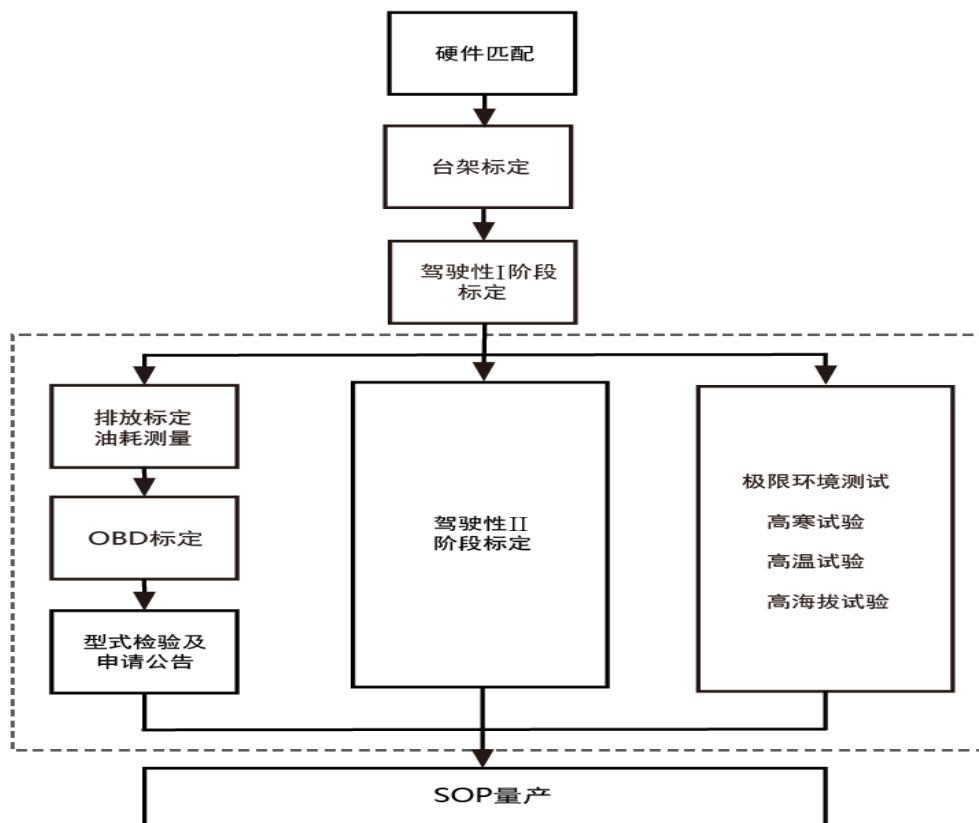 硬件匹配
台架标定
驾驶性I阶段
标定
排放标定
油耗测量
OBD标定
型式检验及
申请公告
驾驶性II
阶段标定
极限环境测试
高寒试验
高温试验
高海拔试验
SOP量产